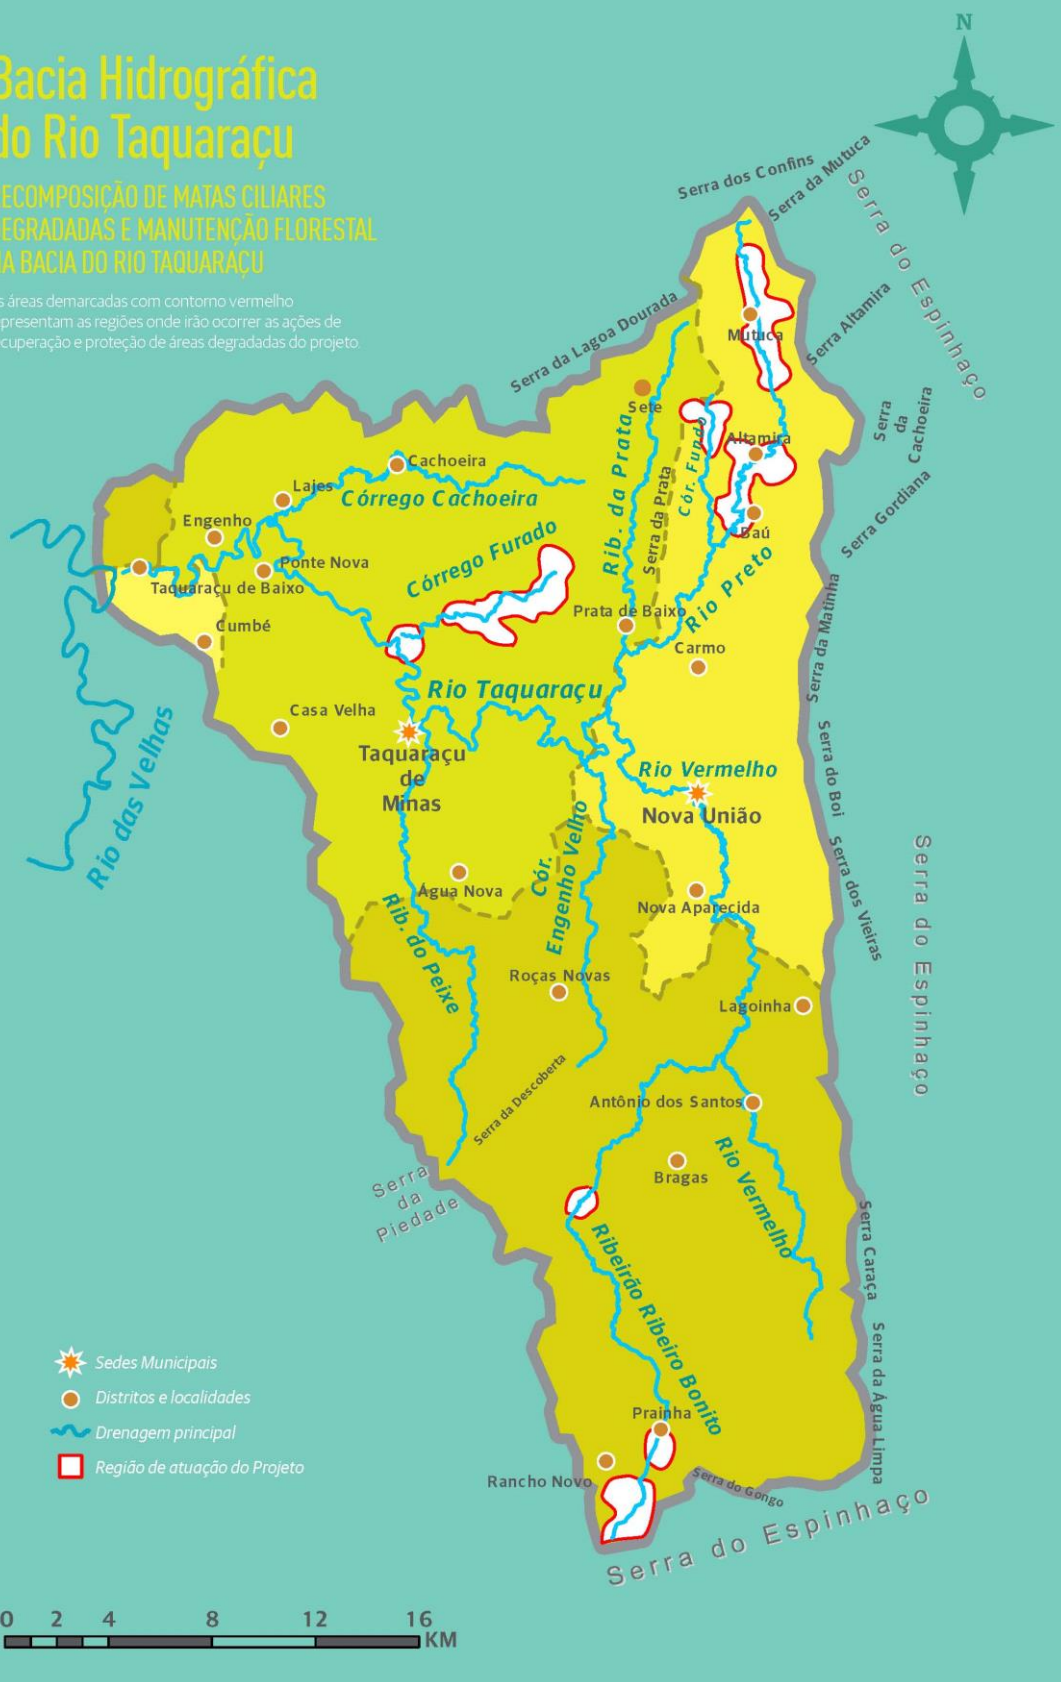 N
Bacia Hidrográfica
do Rio Taquaraçu
ECOMPOSIÇÃO DE MATAS CILIARES
EGRADADAS E MANUTENÇÃO FLORESTAL
NA BACIA DO RIO TAQUARAÇU
s áreas demarcadas com contorno vermelho
presentam as regiões onde irão ocorrer as ações de
cuperação e proteção de áreas degradadas do projeto.
Serra dos Confins
Serra da Mutuca
Serra do Espinhaço
Serra da Lagoa Dourada
Serra Altamira
Mutuca
Serra
da
Cachoeira
Sete
Rib. da Prata
Serra da Prata
Cór. Fundo
Altamira
Baú
Serra Gordiana
Cachoeira
Lajes
Córrego Cachoeira
Engenho
Ponte Nova
Córrego Furado
Taquaraçu de Baixo
Cumbé
Prata de Baixo
Rio Preto
Carmo
Serra da Matinha
Rio Taquaraçu
Casa Velha
Taquaraçu
de
Minas
Rio das Velhas
Rio Vermelho
Nova União
Serra do Boi
Serra dos Vieiras
Serra do Espinhaço
Cór.
Engenho Velho
Água Nova
Nova Aparecida
Rib. do Peixe
Roças Novas
Lagoinha
Serra da Descoberta
Antônio dos Santos
Bragas
Rio Vermelho
Serra
da
Piedade
Serra Caraça
Ribeirão Ribeiro Bonito
Serra da Água Limpa
Prainha
Rancho Novo
Serra do Gongo
Serra do Espinhaço
Sedes Municipais
Distritos e localidades
Drenagem principal
Região de atuação do Projeto
0 2 4 8 12 16
KM